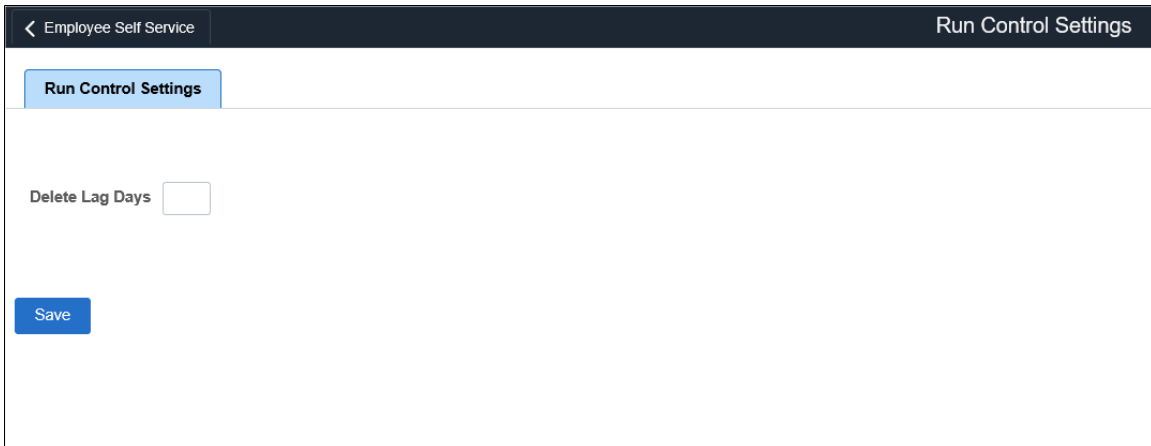 Employee Self Service
Run Control Settings
Run Control Settings
Delete Lag Days
Save